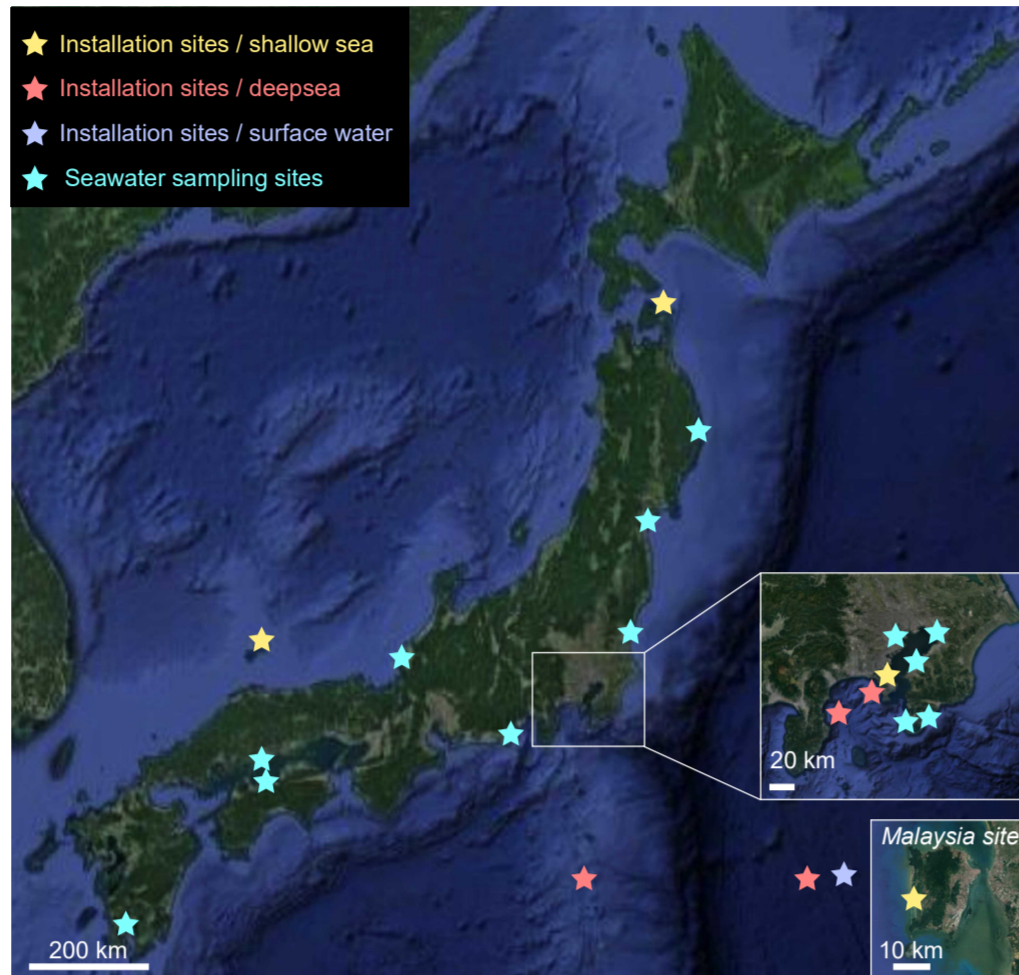 Installation sites / shallow sea
Installation sites / deepsea
Installation sites / surface water
Seawater sampling sites
20 km
Malaysia site
200 km
10 km